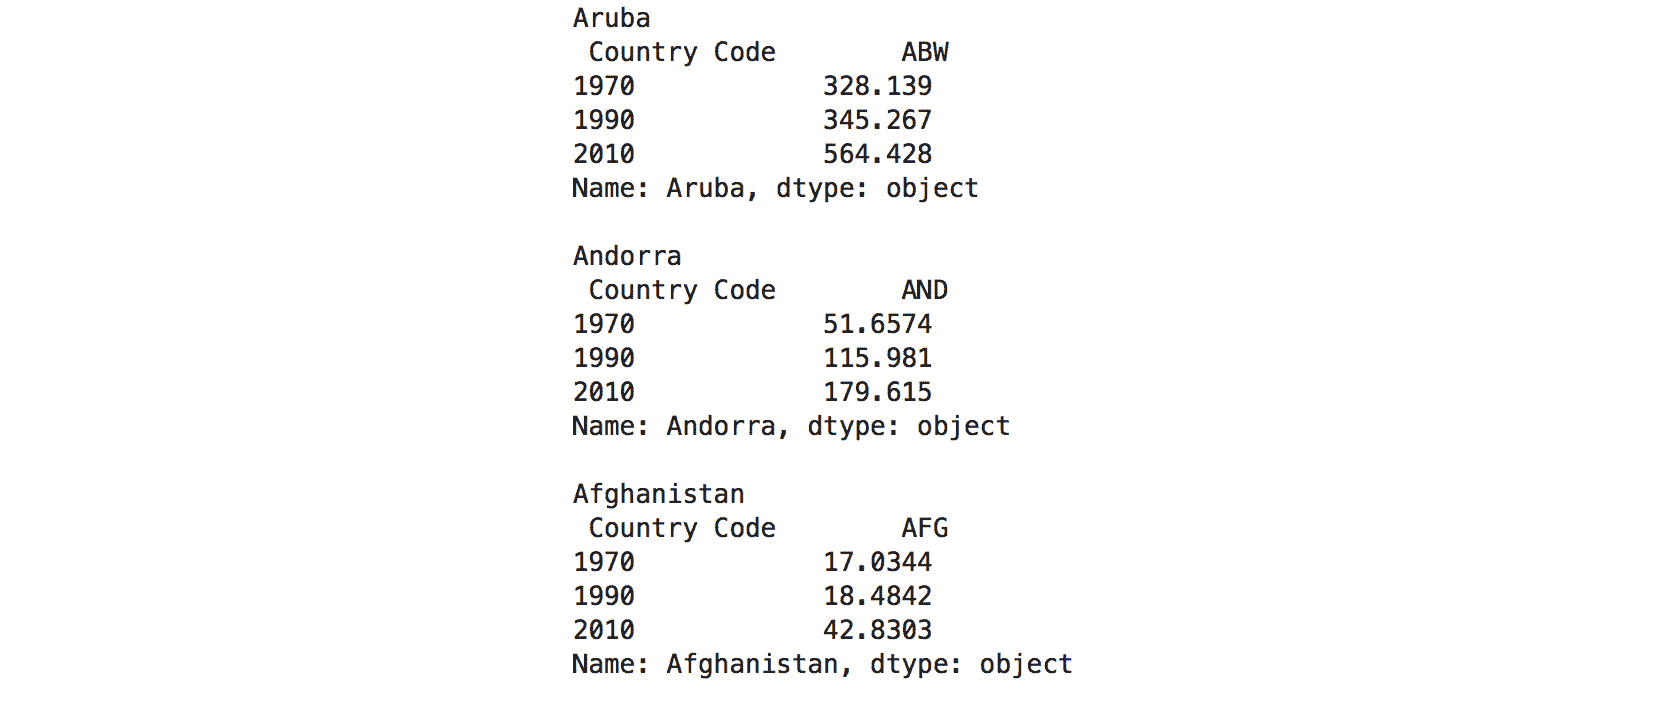 Aruba
Country Code ABW
1970 328.139
1990 345.267
2010 564.428
Name: Aruba, dtype: object
Andorra
Country Code AND
1970 51.6574
1990 115.981
2010 179.615
Name: Andorra, dtype: object
Afghanistan
Country Code AFG
1970 17.0344
1990 18.4842
2010 42.8303
Name: Afghanistan, dtype: object